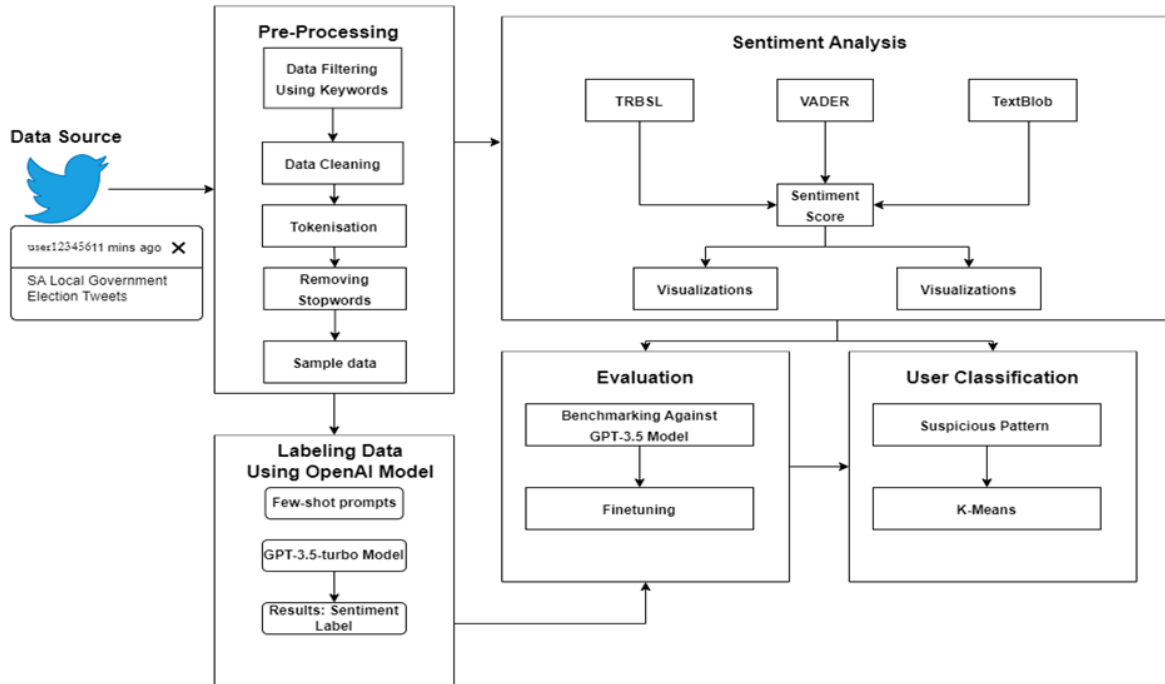 Data Source
user12345611 mins ago
SA Local Government
Election Tweets
Pre-Processing
Data Filtering
Using Keywords
Data Cleaning
Tokenisation
Removing
Stopwords
Sample data
Labeling Data
Using OpenAI Model
Few-shot prompts
GPT-3.5-turbo Model
Results: Sentiment
Label
Sentiment Analysis
TRBSL
VADER
TextBlob
Sentiment
Score
Visualizations
Visualizations
Evaluation
Benchmarking Against
GPT-3.5 Model
Finetuning
User Classification
Suspicious Pattern
K-Means